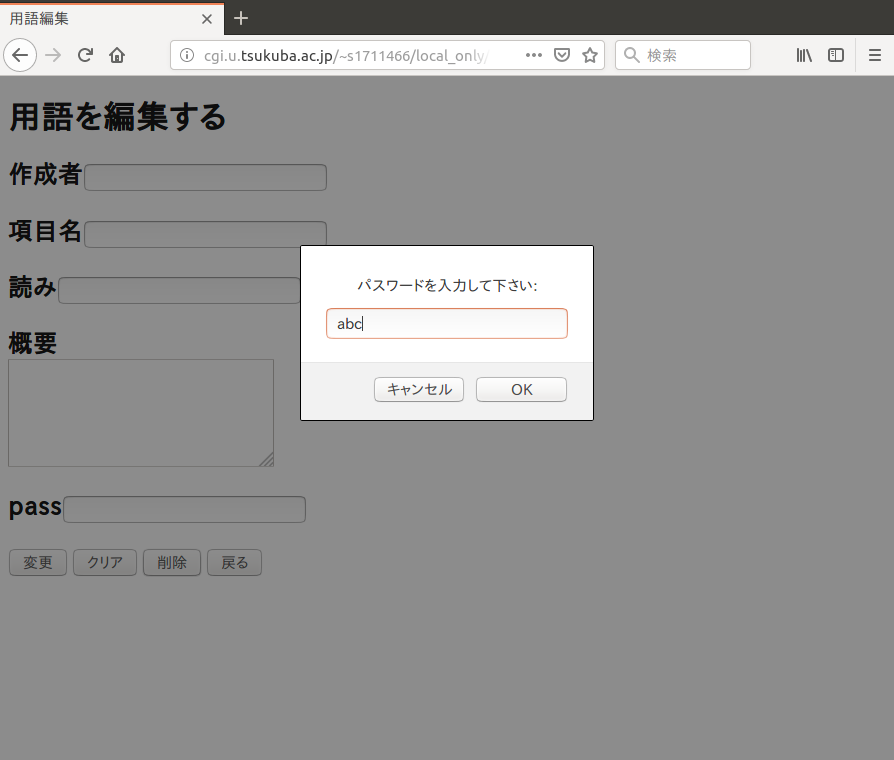 用語編集
cgi.u.tsukuba.ac.jp/~s1711466/local_only/
検索
用語を編集する
作成者
項目名
読み
概要
pass
変更 クリア 削除 戻る
パスワードを入力して下さい:
abc
キャンセル OK